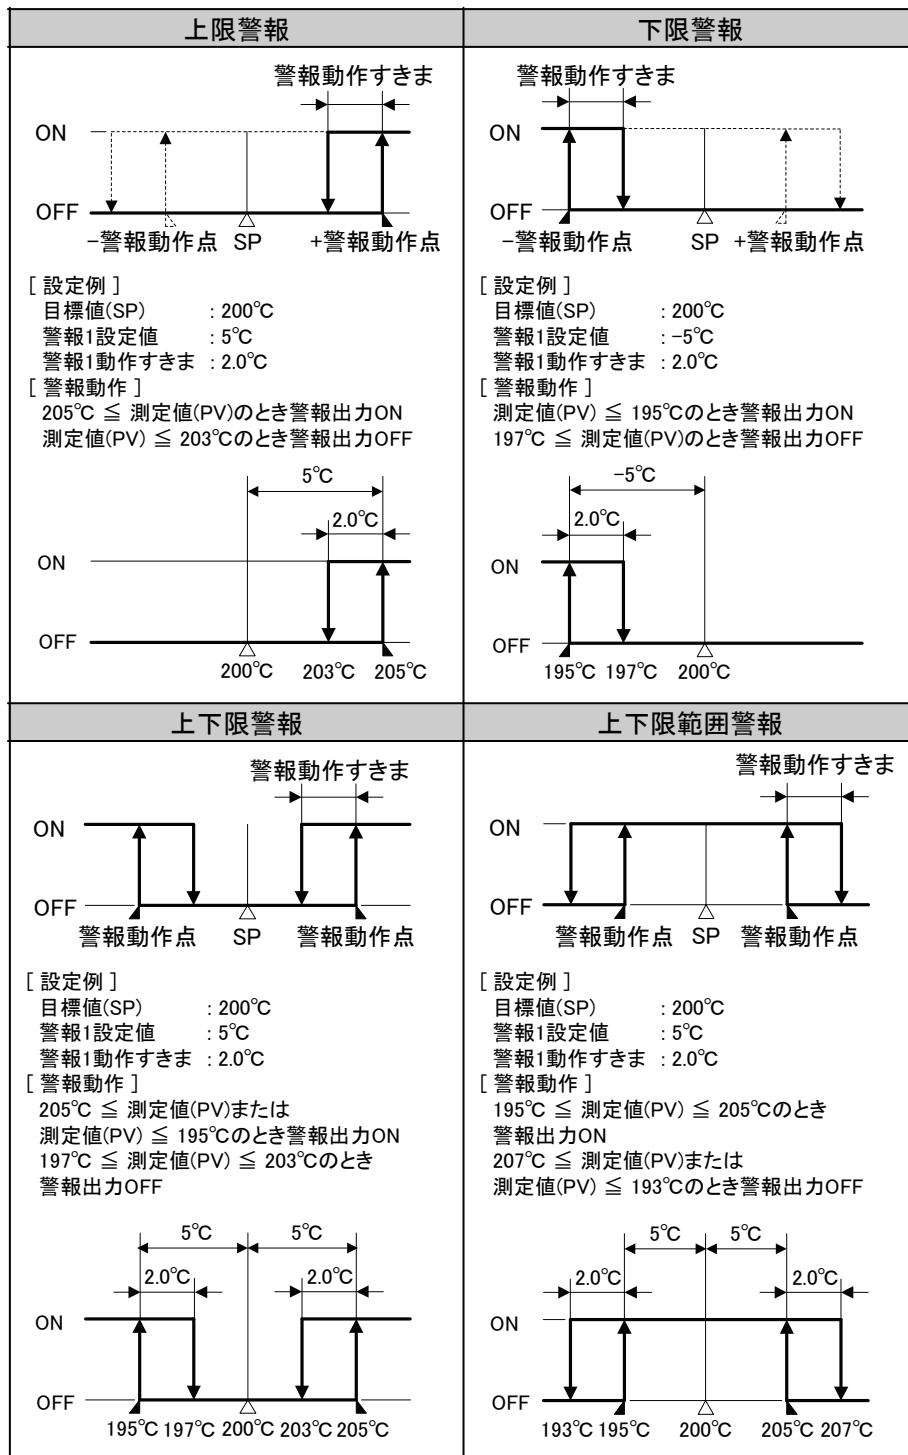 上限警報
警報動作すきま
ON
OFF
-警報動作点 SP +警報動作点
[ 設定例 ]
目標値(SP) : 200℃
警報1設定値 : 5℃
警報1動作すきま : 2.0℃
[ 警報動作 ]
205℃ ≦ 測定値(PV)のとき警報出力ON
測定値(PV) ≦ 203℃のとき警報出力OFF
5℃
2.0℃
ON
OFF
200℃ 203℃ 205℃
下限警報
警報動作すきま
ON
OFF
-警報動作点 SP +警報動作点
[ 設定例 ]
目標値(SP) : 200℃
警報1設定値 : -5℃
警報1動作すきま : 2.0℃
[ 警報動作 ]
測定値(PV) ≦ 195℃のとき警報出力ON
197℃ ≦ 測定値(PV)のとき警報出力OFF
-5℃
2.0℃
ON
OFF
195℃ 197℃ 200℃
上下限警報
警報動作すきま
ON
OFF
警報動作点 SP 警報動作点
[ 設定例 ]
目標値(SP) : 200℃
警報1設定値 : 5℃
警報1動作すきま : 2.0℃
[ 警報動作 ]
205℃ ≦ 測定値(PV)または
測定値(PV) ≦ 195℃のとき警報出力ON
197℃ ≦ 測定値(PV) ≦ 203℃のとき
警報出力OFF
5℃ 5℃
2.0℃ 2.0℃
ON
OFF
195℃ 197℃ 200℃ 203℃ 205℃
上下限範囲警報
警報動作すきま
ON
OFF
警報動作点 SP 警報動作点
[ 設定例 ]
目標値(SP) : 200℃
警報1設定値 : 5℃
警報1動作すきま : 2.0℃
[ 警報動作 ]
195℃ ≦ 測定値(PV) ≦ 205℃のとき
警報出力ON
207℃ ≦ 測定値(PV)または
測定値(PV) ≦ 193℃のとき警報出力OFF
5℃ 5℃
2.0℃ 2.0℃
ON
OFF
193℃ 195℃ 200℃ 205℃ 207℃